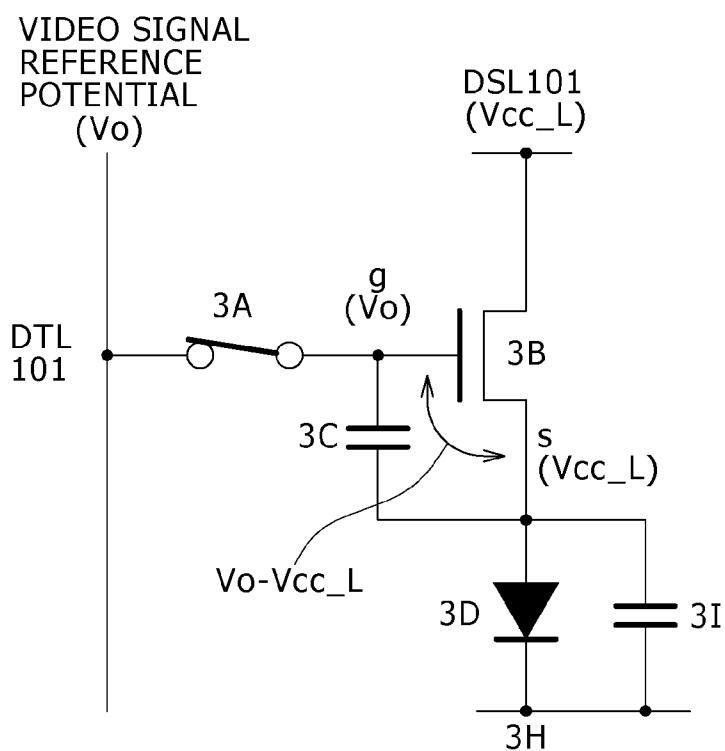 VIDEO SIGNAL
REFERENCE
POTENTIAL
(Vo)
DSL101
(Vcc_L)
g
(Vo)
3A
DTL
101
3B
3C
s
(Vcc_L)
Vo-Vcc_L
3D
3I
3H